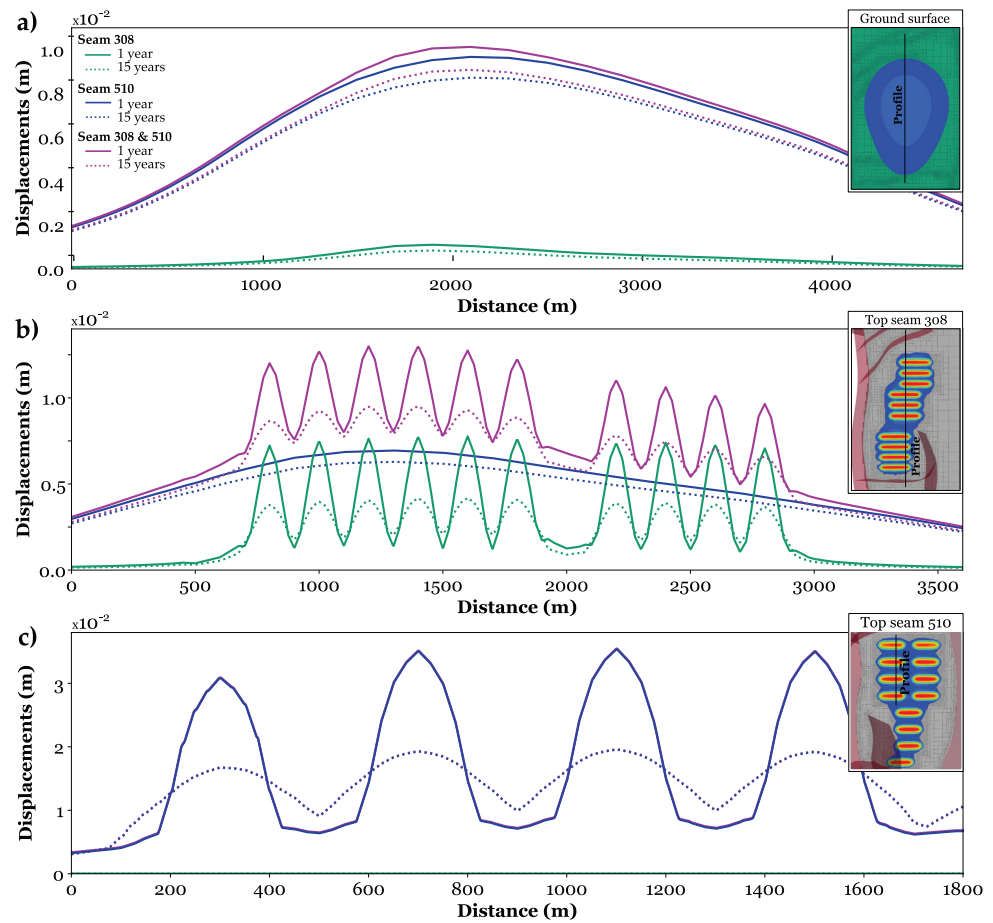 a)
x10⁻²
Ground surface
Profile
Seam 308
1 year
15 years
Seam 510
1 year
15 years
Seam 308 & 510
1 year
15 years
Displacements (m)
1.0
0.8
0.6
0.4
0.2
0.0
0 1000 2000 3000 4000
Distance (m)
b)
x10⁻²
Top seam 308
Profile
Displacements (m)
1.0
0.5
0.0
0 500 1000 1500 2000 2500 3000 3500
Distance (m)
c)
x10⁻²
Top seam 510
Profile
Displacements (m)
3
2
1
0
0 200 400 600 800 1000 1200 1400 1600 1800
Distance (m)